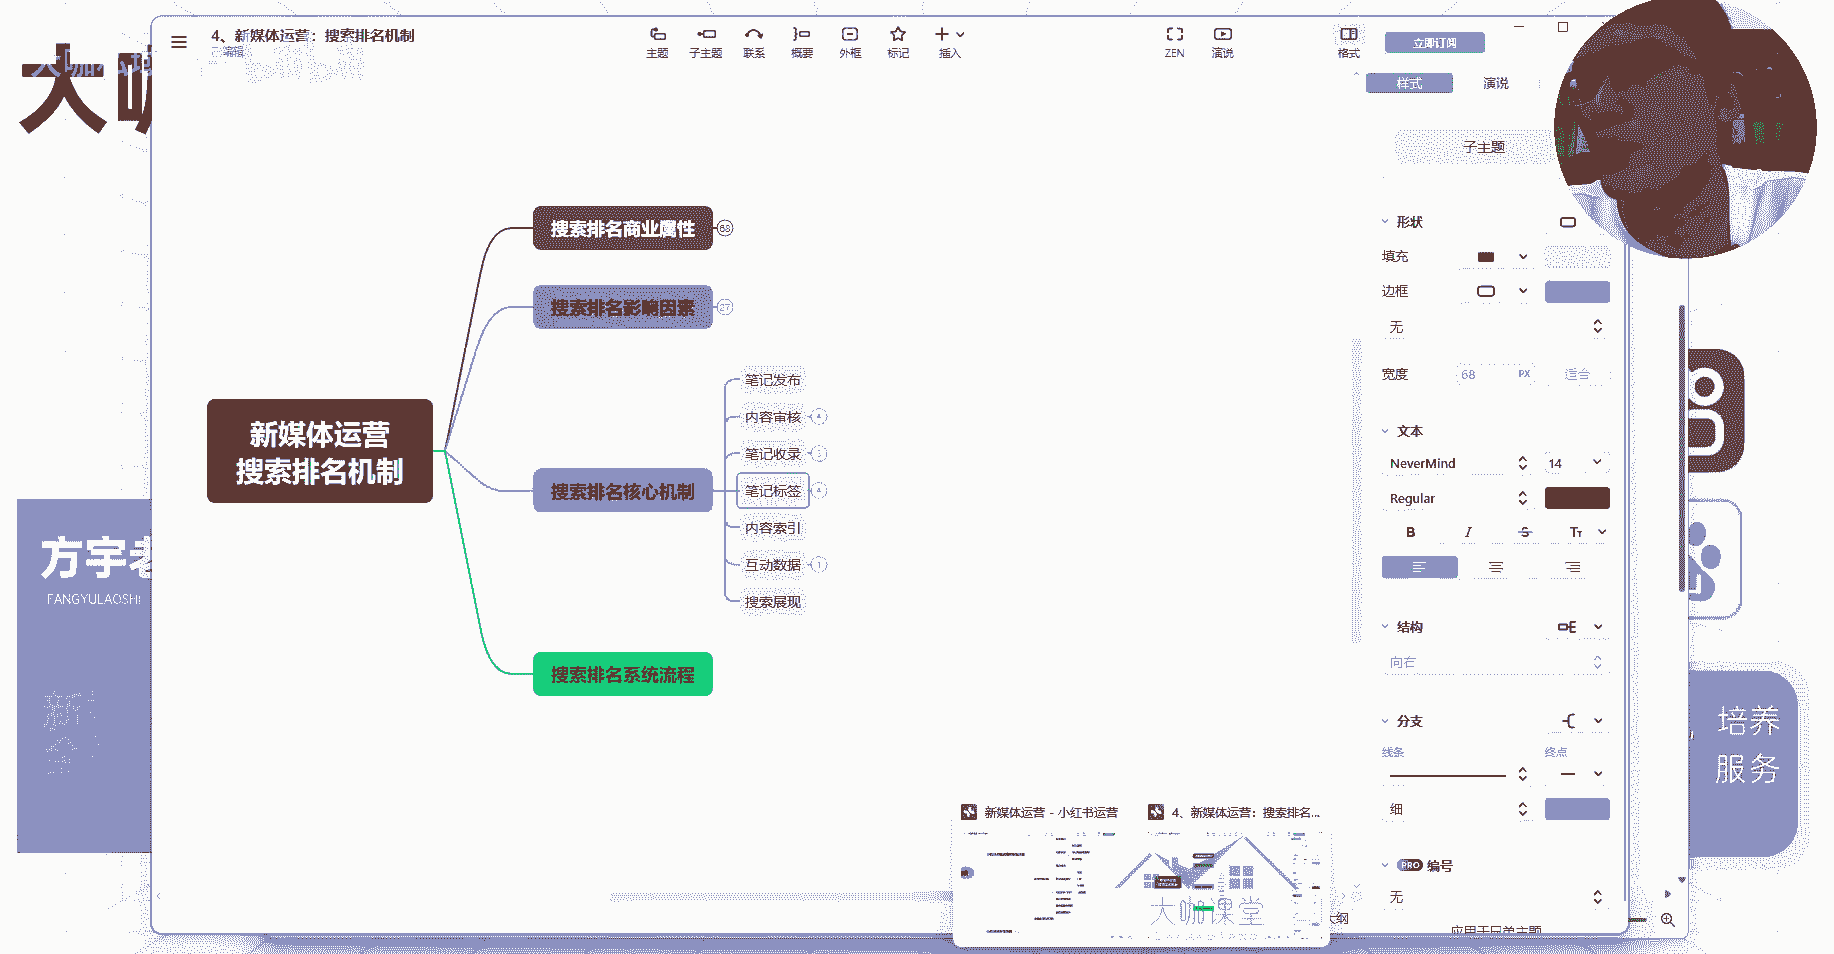 4、新媒体运营：搜索排名机制
已编辑
主题
子主题
联系
概要
外框
标记
插入
ZEN
演说
格式
立即订阅
样式
演说
子主题
大咖
方宇老
FANGYULAOSHI
新媒体运营
搜索排名机制
搜索排名商业属性
68
搜索排名影响因素
27
搜索排名核心机制
笔记发布
内容审核
4
笔记收录
笔记标签
4
内容索引
互动数据
1
搜索展现
搜索排名系统流程
形状
填充
边框
无
宽度
68
PX
适合
文本
NeverMind
14
Regular
B
I
S
TT
结构
向右
分支
线条
终点
细
PRO
编号
无
应用于兄弟主题
培养
服务
新媒体运营 - 小红书运营
4、新媒体运营：搜索排名...
大咖课堂
大纲